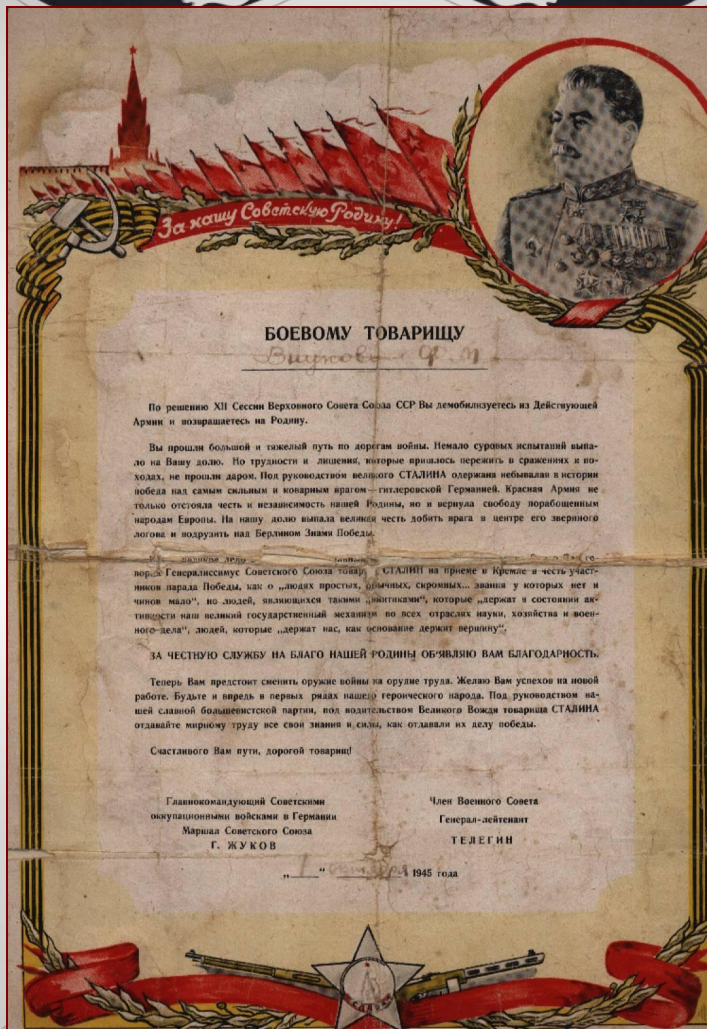 За нашу Советскую Родину!
БОЕВОМУ ТОВАРИЩУ
По решению XII Сессии Верховного Совета Союза ССР Вы демобилизуетесь из Действующей
Армии и возвращаетесь на Родину.
Вы прошли большой и тяжелый путь по дорогам войны. Немало суровых испытаний выпа-
ло на Вашу долю. Но трудности и лишения, которые пришлось пережить в сражениях и по-
ходах, не прошли даром. Под руководством великого СТАЛИНА одержана небывалая в истории
победа над самым сильным и коварным врагом — гитлеровской Германией. Красная Армия не
только отстояла честь и независимость нашей Родины, но и вернула свободу порабощенным
народам Европы. На нашу долю выпала великая честь добить врага в центре его звериного
логова и водрузить над Берлином Знамя Победы.
великое дело
ворил Генералиссимус Советского Союза товарищ СТАЛИН на приеме в Кремле в честь участ-
ников парада Победы, как о „людях простых, обычных, скромных... звания у которых нет и
чинов мало", но людей, являющихся такими „винтиками", которые „держат в состоянии ак-
тивности наш великий государственный механизм во всех отраслях науки, хозяйства и воен-
ного дела", людей, которые „держат нас, как основание держит вершину".
ЗА ЧЕСТНУЮ СЛУЖБУ НА БЛАГО НАШЕЙ РОДИНЫ ОБ'ЯВЛЯЮ ВАМ БЛАГОДАРНОСТЬ.
Теперь Вам предстоит сменить оружие войны на орудие труда. Желаю Вам успехов на новой
работе. Будьте и впредь в первых рядах нашего героического народа. Под руководством на-
шей славной большевистской партии, под водительством Великого Вождя товарища СТАЛИНА
отдавайте мирному труду все свои знания и силы, как отдавали их делу победы.
Счастливого Вам пути, дорогой товарищ!
Главнокомандующий Советскими
оккупационными войсками в Германии
Маршал Советского Союза
Г. ЖУКОВ
Член Военного Совета
Генерал-лейтенант
ТЕЛЕГИН
„ " октября 1945 года
СЛАВА